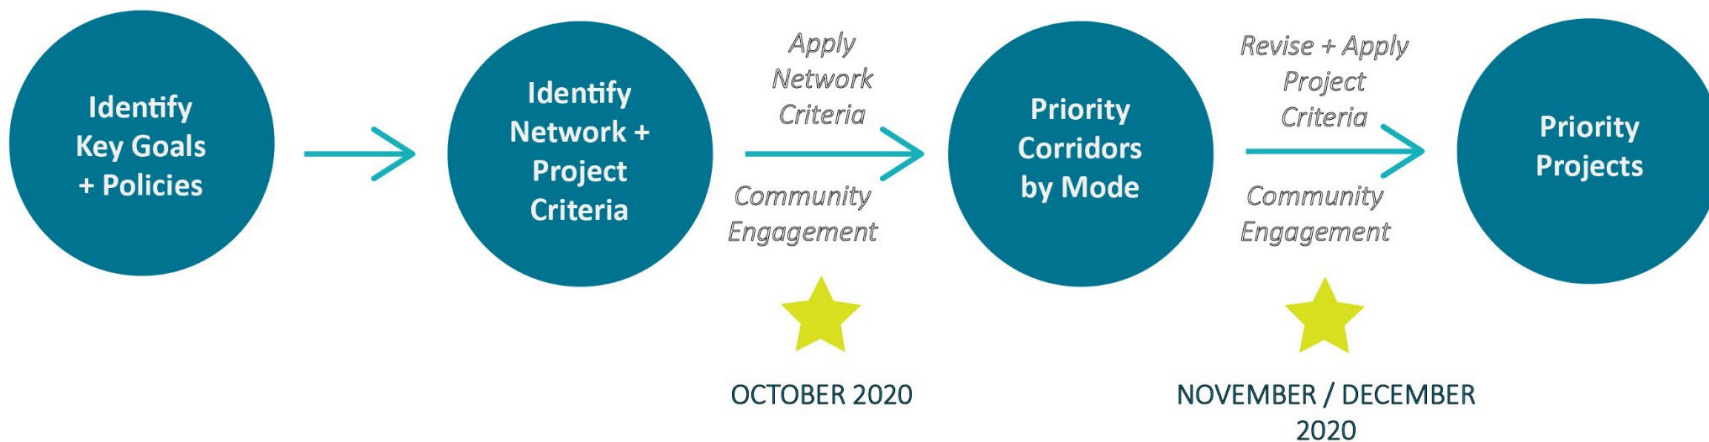 Identify
Key Goals
+ Policies
Identify
Network +
Project
Criteria
Apply
Network
Criteria
Community
Engagement
OCTOBER 2020
Priority
Corridors
by Mode
Revise + Apply
Project
Criteria
Community
Engagement
NOVEMBER / DECEMBER
2020
Priority
Projects